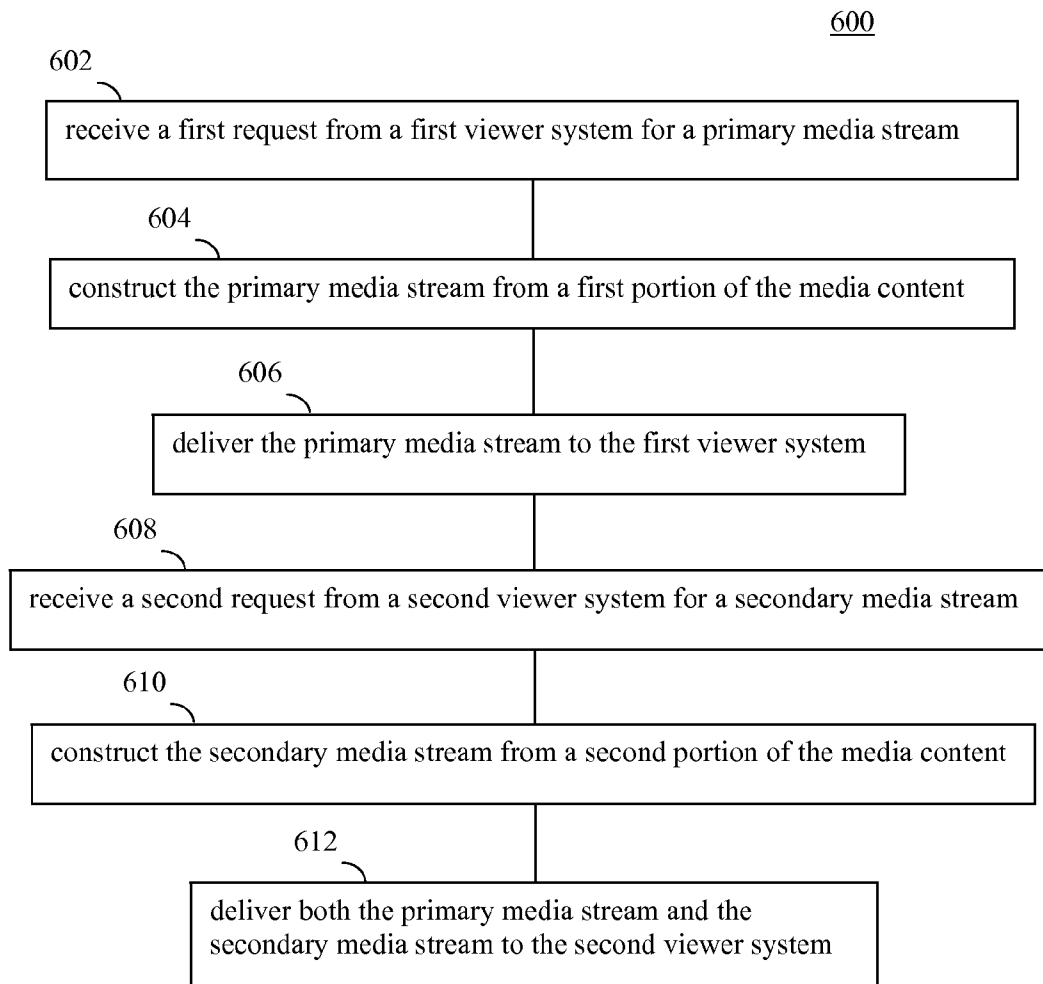 600
602
receive a first request from a first viewer system for a primary media stream
604
construct the primary media stream from a first portion of the media content
606
deliver the primary media stream to the first viewer system
608
receive a second request from a second viewer system for a secondary media stream
610
construct the secondary media stream from a second portion of the media content
612
deliver both the primary media stream and the
secondary media stream to the second viewer system